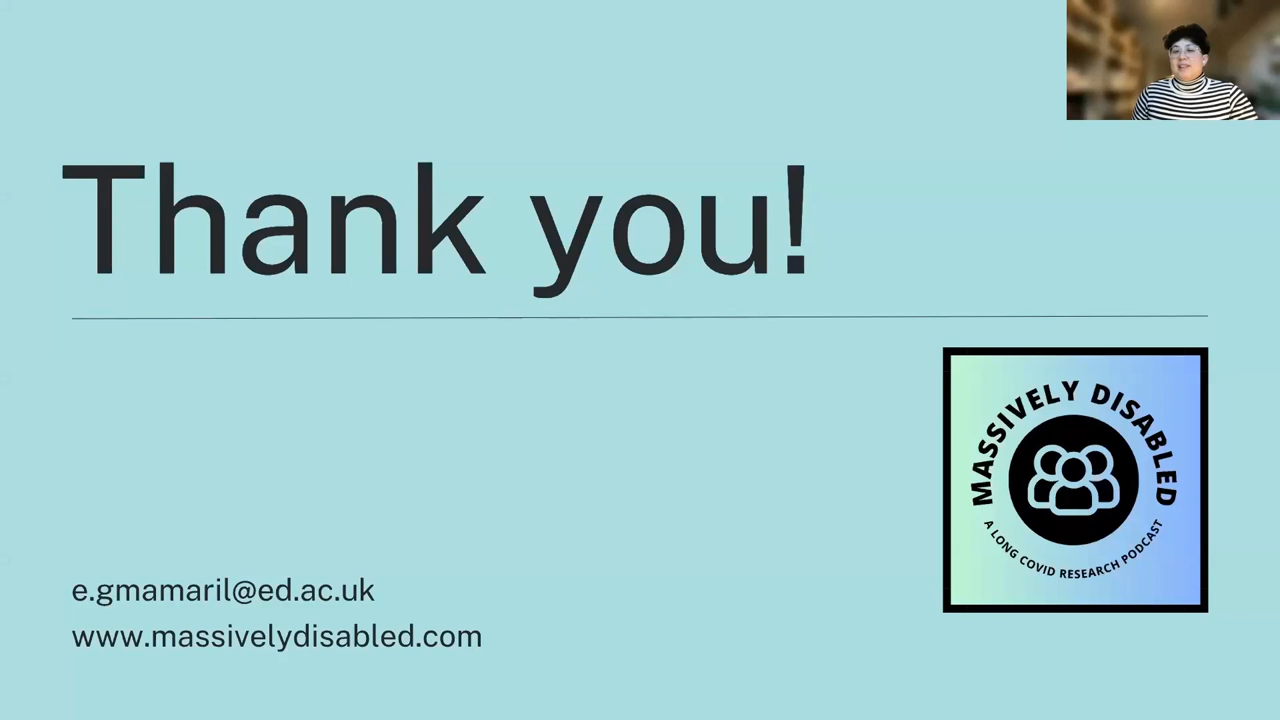 Thank you!
MASSIVELY DISABLED
A LONG COVID RESEARCH PODCAST
e.gmamaril@ed.ac.uk
www.massivelydisabled.com